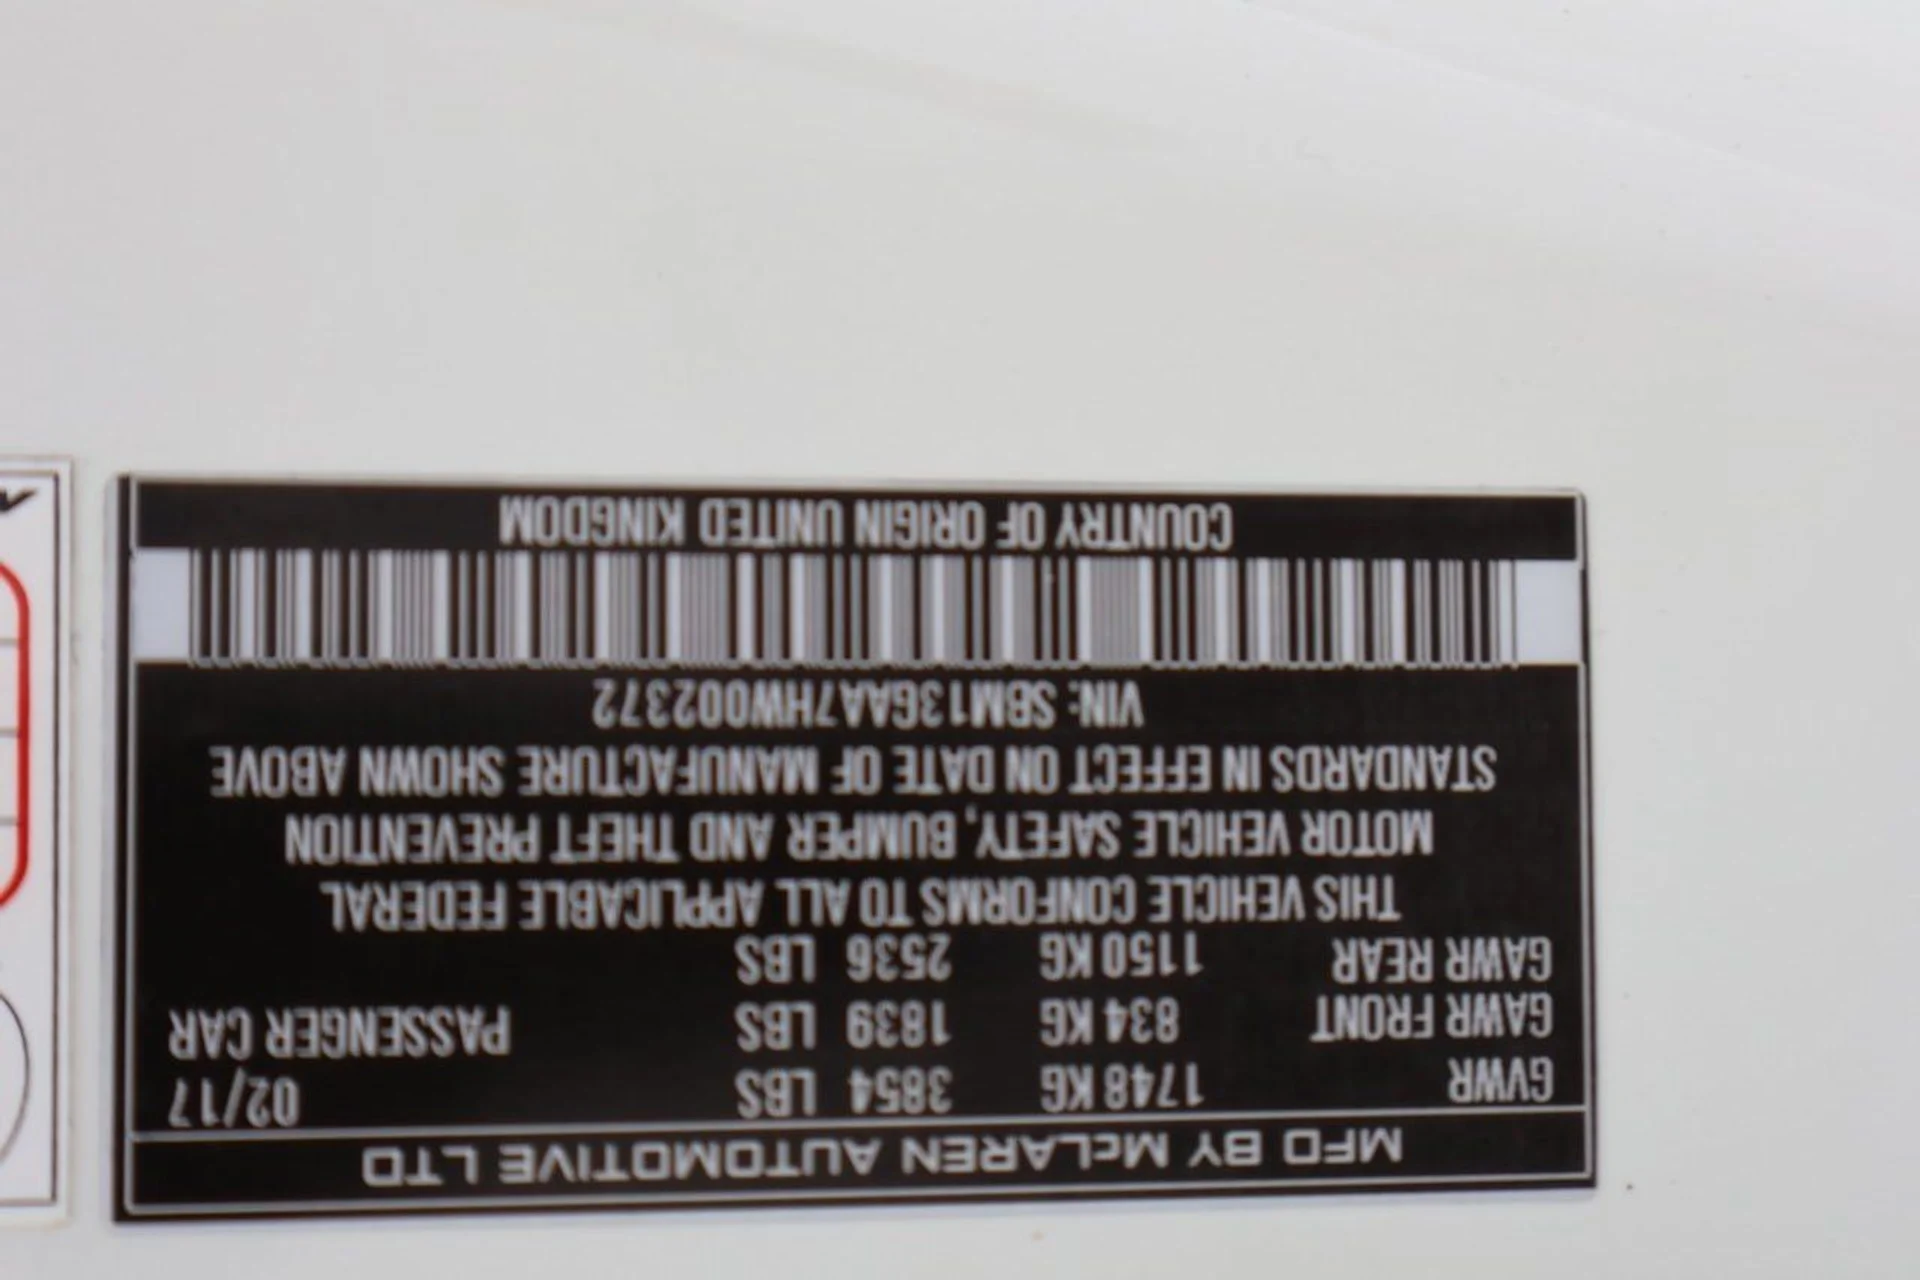 MFD BY McLAREN AUTOMOTIVE LTD
GVWR 1748 KG 3854 LBS 02/17
GAWR FRONT 834 KG 1839 LBS PASSENGER CAR
GAWR REAR 1150 KG 2536 LBS
THIS VEHICLE CONFORMS TO ALL APPLICABLE FEDERAL
MOTOR VEHICLE SAFETY, BUMPER AND THEFT PREVENTION
STANDARDS IN EFFECT ON DATE OF MANUFACTURE SHOWN ABOVE
VIN: SBM13GAA7HW002372
COUNTRY OF ORIGIN UNITED KINGDOM